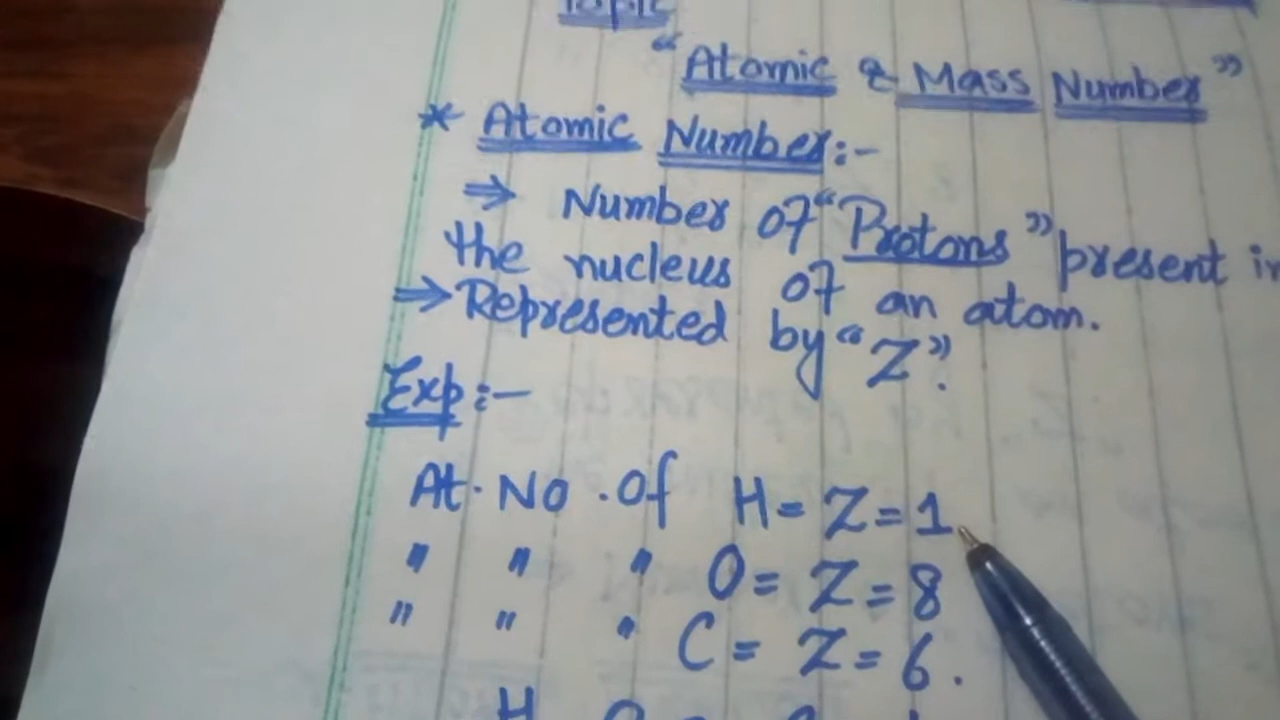 Topic
“Atomic & Mass Number”
* Atomic Number:-
⇒ Number of “Protons” present in
the nucleus of an atom.
⇒ Represented by “Z”.
Exp:-
At. No. of H = Z = 1
" " " O = Z = 8
" " " C = Z = 6.